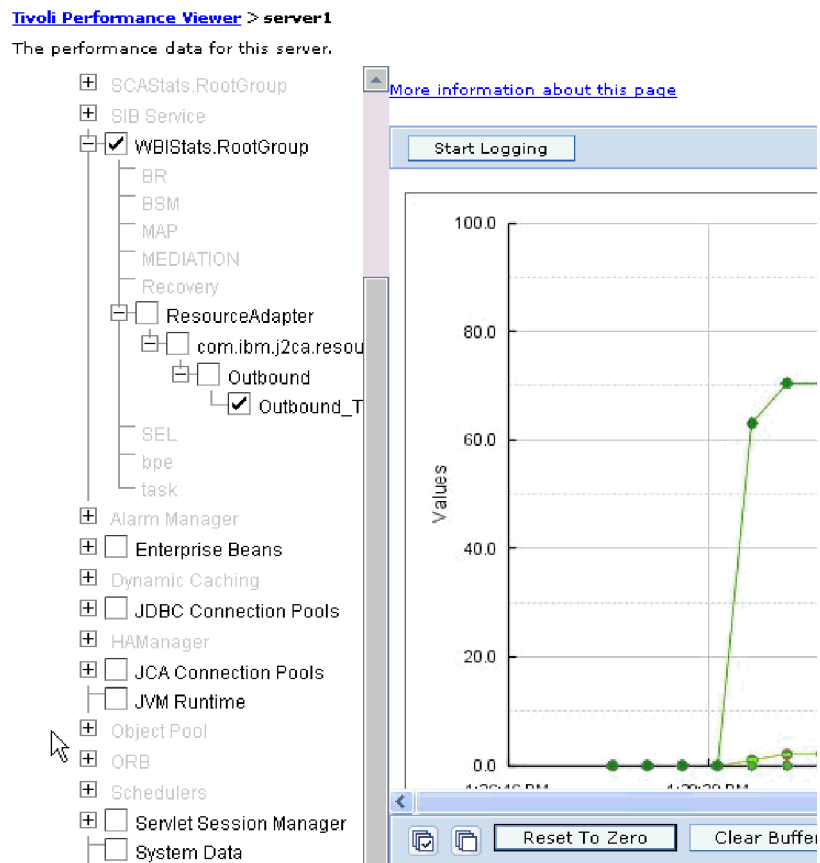 Tivoli Performance Viewer > server1
The performance data for this server.
SCAStats.RootGroup
SIB Service
WBIStats.RootGroup
BR
BSM
MAP
MEDIATION
Recovery
ResourceAdapter
com.ibm.j2ca.resou
Outbound
Outbound_T
SEL
bpe
task
Alarm Manager
Enterprise Beans
Dynamic Caching
JDBC Connection Pools
HAManager
JCA Connection Pools
JVM Runtime
Object Pool
ORB
Schedulers
Servlet Session Manager
System Data
More information about this page
Start Logging
100.0
80.0
60.0
40.0
20.0
0.0
Values
Reset To Zero
Clear Buffer